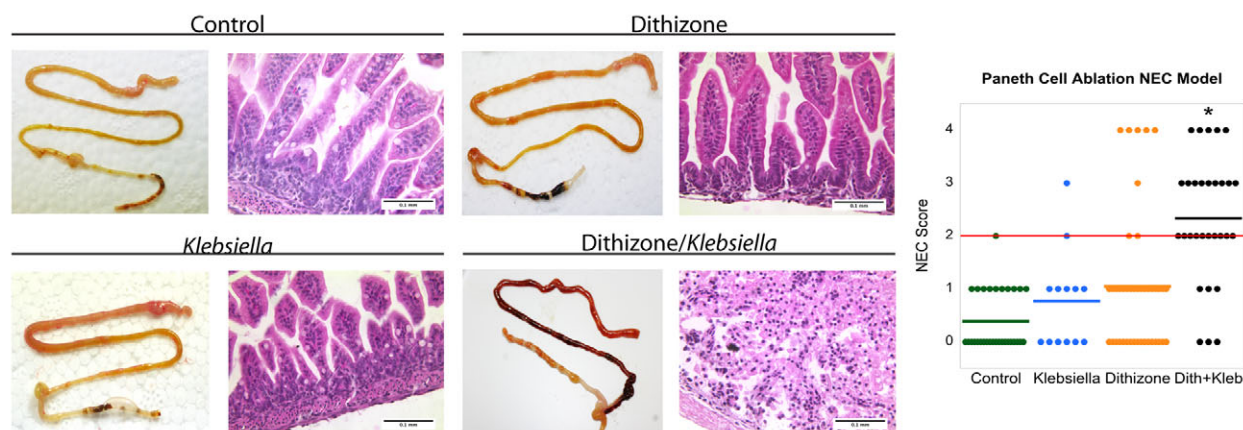 Control
Dithizone
0.1 mm
0.1 mm
Klebsiella
Dithizone/Klebsiella
0.1 mm
0.1 mm
Paneth Cell Ablation NEC Model
NEC Score
4
*
3
2
1
0
Control Klebsiella Dithizone Dith+Kleb